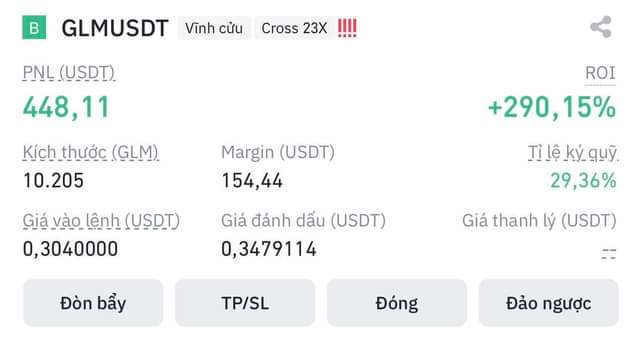 B GLMUSDT Vĩnh cửu Cross 23X !!!!
PNL (USDT) ROI
448,11 +290,15%
Kích thước (GLM) Margin (USDT) Tỉ lệ ký quỹ
10.205 154,44 29,36%
Giá vào lệnh (USDT) Giá đánh dấu (USDT) Giá thanh lý (USDT)
0,3040000 0,3479114 --
Đòn bẩy TP/SL Đóng Đảo ngược